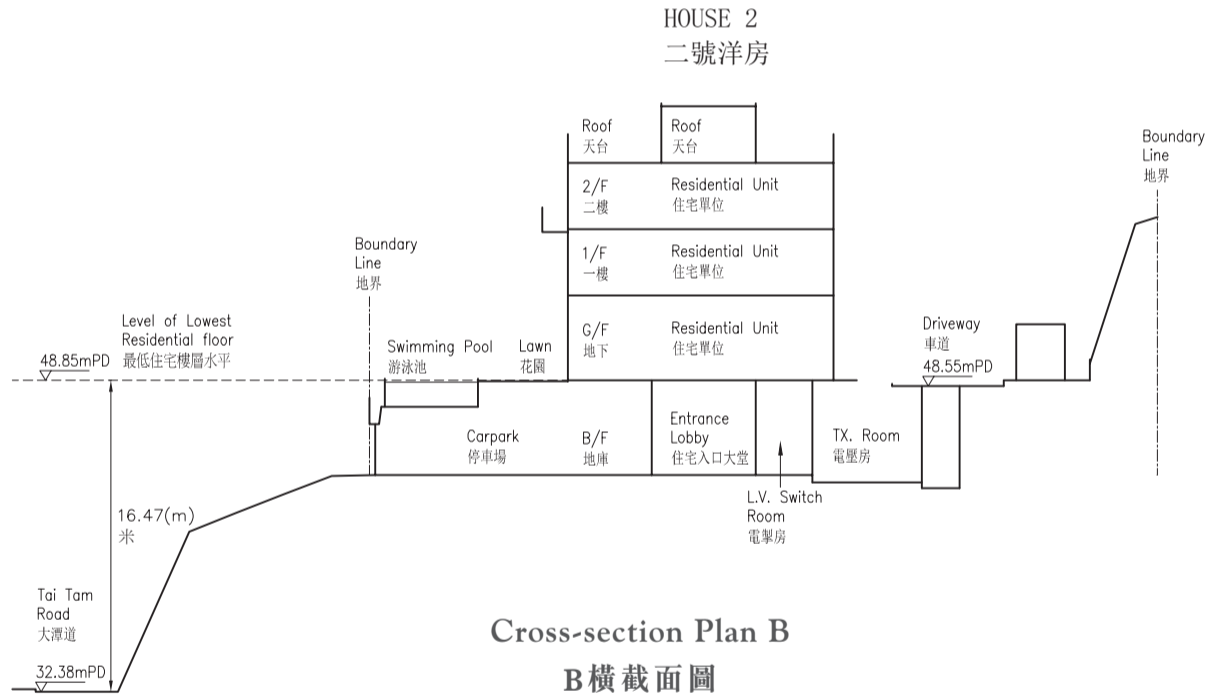 HOUSE 2
二號洋房
Roof
天台
Roof
天台
Boundary
Line
地界
2/F
二樓
Residential Unit
住宅單位
1/F
一樓
Residential Unit
住宅單位
Boundary
Line
地界
G/F
地下
Residential Unit
住宅單位
Level of Lowest
Residential floor
最低住宅樓層水平
48.85mPD
Swimming Pool
游泳池
Lawn
花園
Driveway
車道
48.55mPD
Carpark
停車場
B/F
地庫
Entrance
Lobby
住宅入口大堂
TX. Room
電壓房
L.V. Switch
Room
電掣房
16.47(m)
米
Tai Tam
Road
大潭道
32.38mPD
Cross-section Plan B
B橫截面圖